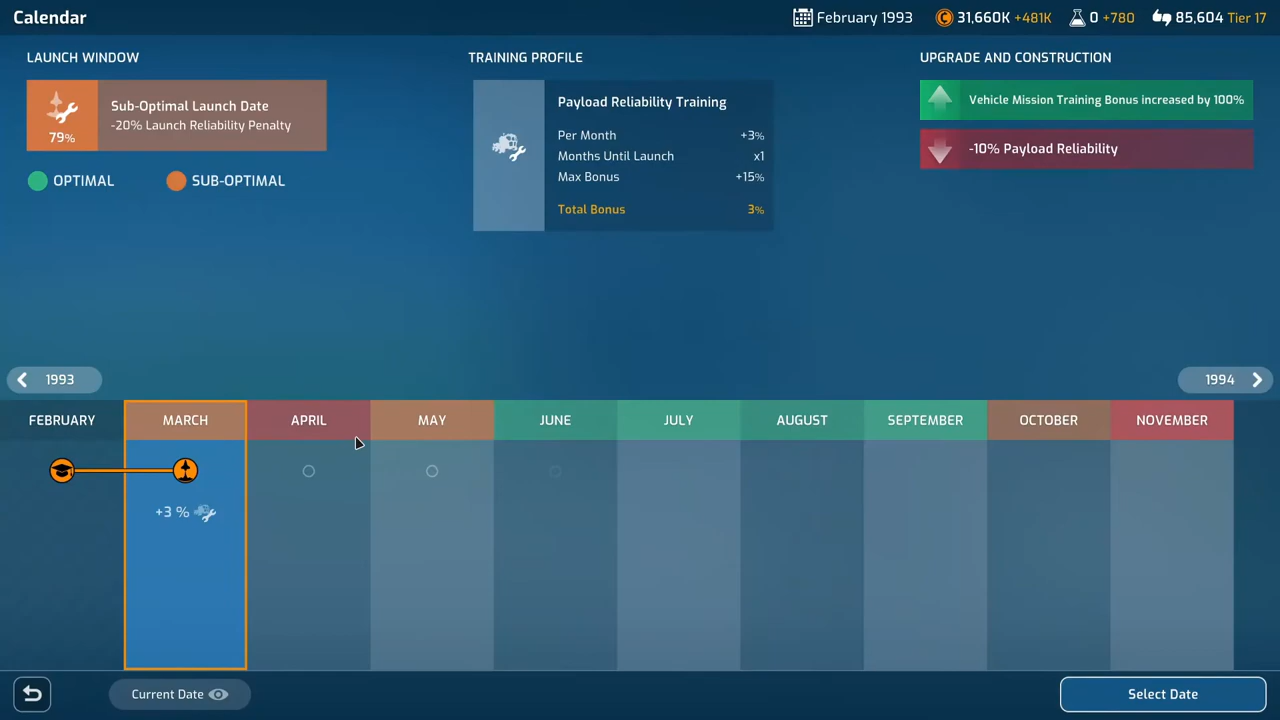 Calendar
February 1993
31,660K +481K
0 +780
85,604 Tier 17
LAUNCH WINDOW
TRAINING PROFILE
UPGRADE AND CONSTRUCTION
79%
Sub-Optimal Launch Date
-20% Launch Reliability Penalty
OPTIMAL
SUB-OPTIMAL
Payload Reliability Training
Per Month +3%
Months Until Launch x1
Max Bonus +15%
Total Bonus 3%
Vehicle Mission Training Bonus increased by 100%
-10% Payload Reliability
1993
1994
FEBRUARY
MARCH
APRIL
MAY
JUNE
JULY
AUGUST
SEPTEMBER
OCTOBER
NOVEMBER
+3 %
Current Date
Select Date